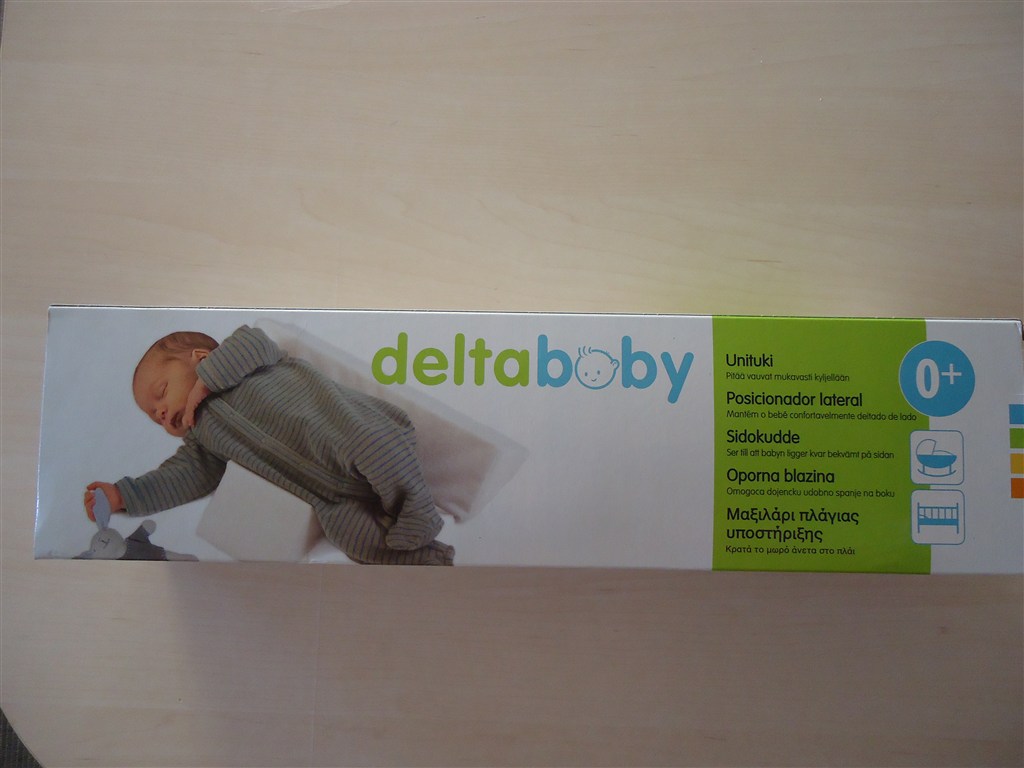 deltababy
Unituki
Pitää vauvat mukavasti kyljellään
Posicionador lateral
Mantém o bebé confortavelmente deitado de lado
Sidokudde
Ser till att babyn ligger kvar bekvämt på sidan
Oporna blazina
Omogoca dojencku udobno spanje na boku
Μαξιλάρι πλάγιας
υποστήριξης
Κρατά το μωρό άνετα στο πλάι
0+